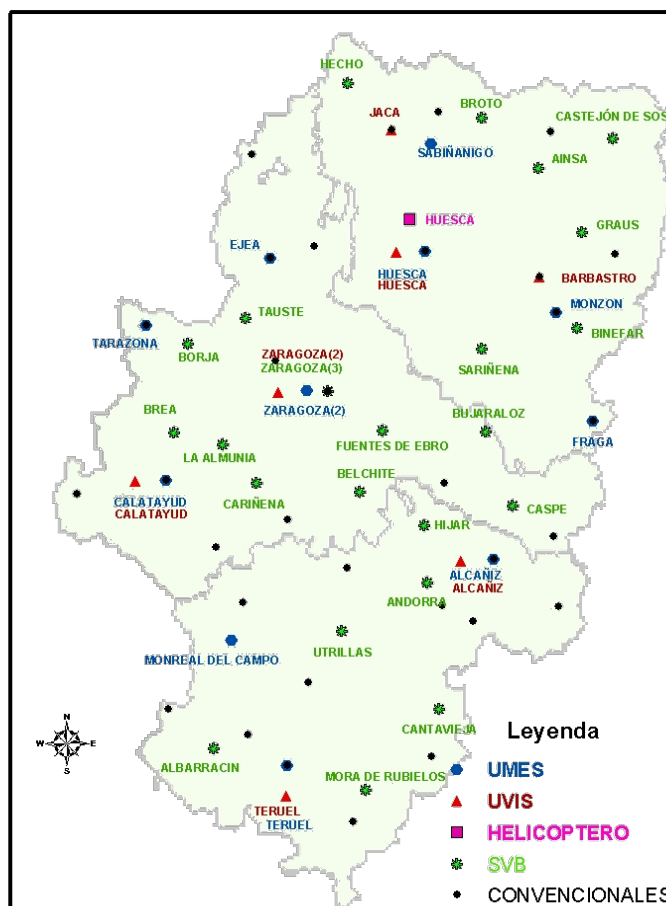 HECHO
JACA
BROTO
CASTEJÓN DE SOS
SABIÑANIGO
AINSA
HUESCA
GRAUS
EJEA
HUESCA
HUESCA
BARBASTRO
MONZON
TAUSTE
TARAZONA
BORJA
BINEFAR
ZARAGOZA(2)
ZARAGOZA(3)
SARIÑENA
ZARAGOZA(2)
BREA
BUJARALOZ
FUENTES DE EBRO
FRAGA
LA ALMUNIA
BELCHITE
CALATAYUD
CALATAYUD
CARIÑENA
CASPE
HIJAR
ALCAÑIZ
ALCAÑIZ
ANDORRA
UTRILLAS
MONREAL DEL CAMPO
CANTAVIEJA
ALBARRACIN
MORA DE RUBIELOS
TERUEL
TERUEL
N
W E
S
Leyenda
UMES
UVIS
HELICOPTERO
SVB
CONVENCIONALES